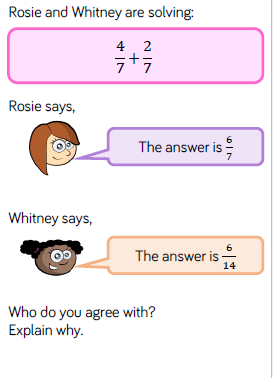 Rosie and Whitney are solving:
4/7 + 2/7
Rosie says,
The answer is 6/7
Whitney says,
The answer is 6/14
Who do you agree with?
Explain why.